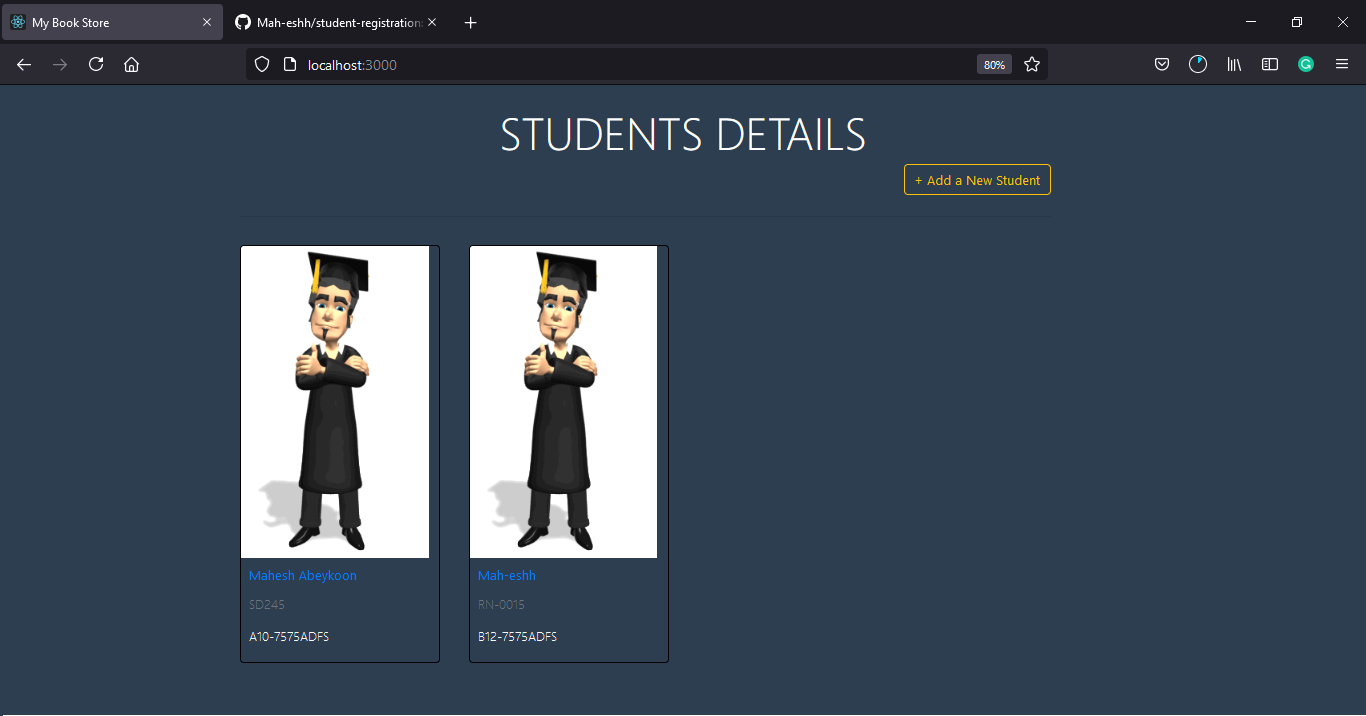 My Book Store
Mah-eshh/student-registration
localhost:3000
80%
STUDENTS DETAILS
+ Add a New Student
Mahesh Abeykoon
SD245
A10-7575ADFS
Mah-eshh
RN-0015
B12-7575ADFS